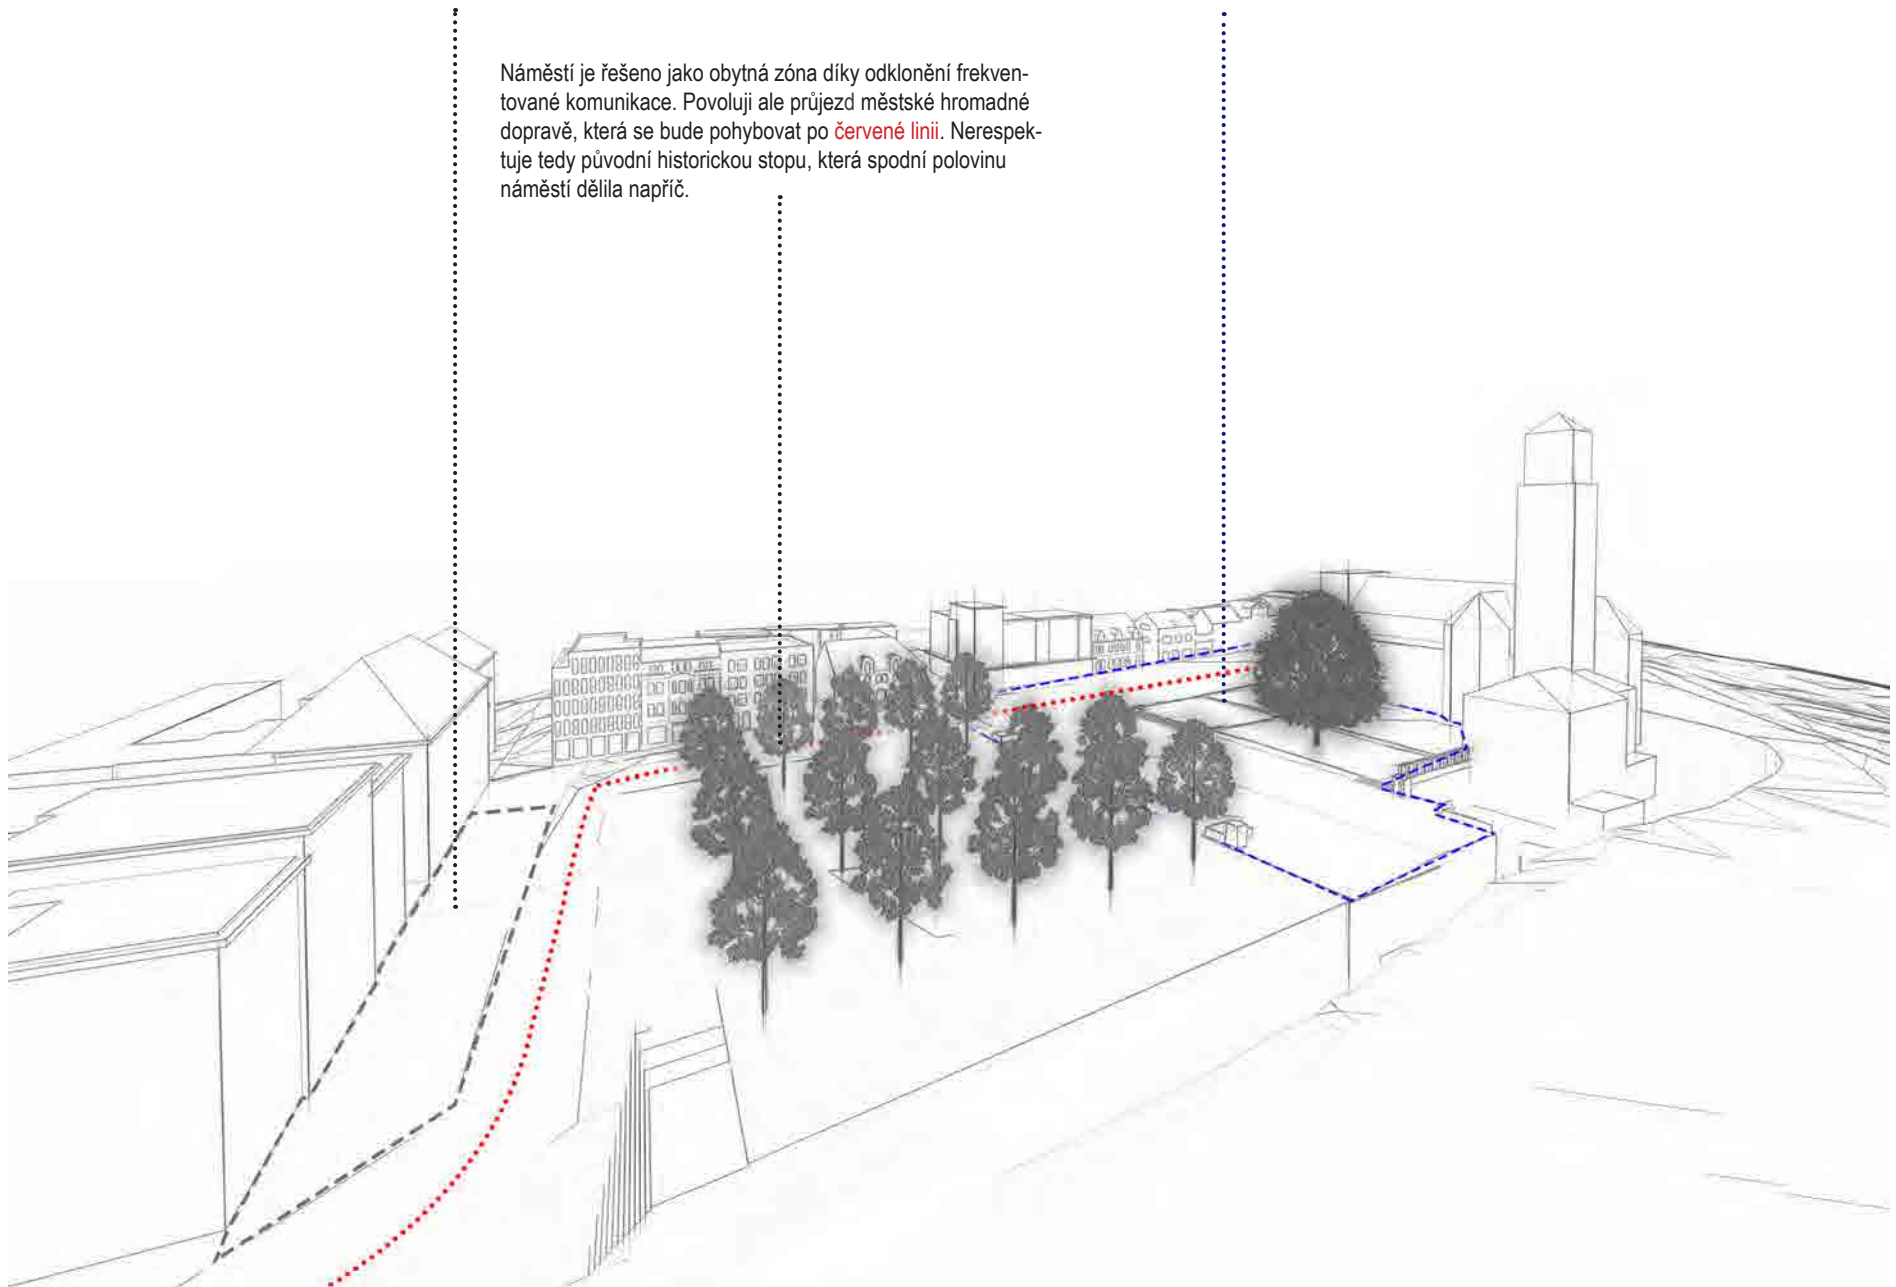 Náměstí je řešeno jako obytná zóna díky odklonění frekven-
tované komunikace. Povoluji ale průjezd městské hromadné
dopravě, která se bude pohybovat po červené linii. Nerespek-
tuje tedy původní historickou stopu, která spodní polovinu
náměstí dělila napříč.